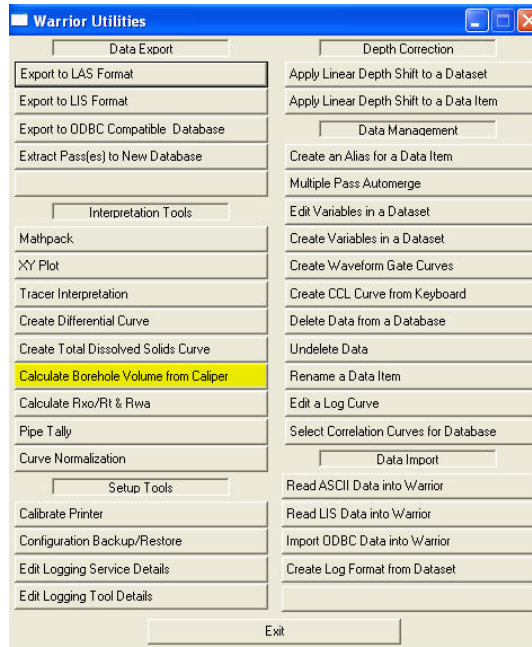 Warrior Utilities
Data Export
Export to LAS Format
Export to LIS Format
Export to ODBC Compatible Database
Extract Pass(es) to New Database
Interpretation Tools
Mathpack
XY Plot
Tracer Interpretation
Create Differential Curve
Create Total Dissolved Solids Curve
Calculate Borehole Volume from Caliper
Calculate Rxo/Rt & Rwa
Pipe Tally
Curve Normalization
Setup Tools
Calibrate Printer
Configuration Backup/Restore
Edit Logging Service Details
Edit Logging Tool Details
Depth Correction
Apply Linear Depth Shift to a Dataset
Apply Linear Depth Shift to a Data Item
Data Management
Create an Alias for a Data Item
Multiple Pass Automerge
Edit Variables in a Dataset
Create Variables in a Dataset
Create Waveform Gate Curves
Create CCL Curve from Keyboard
Delete Data from a Database
Undelete Data
Rename a Data Item
Edit a Log Curve
Select Correlation Curves for Database
Data Import
Read ASCII Data into Warrior
Read LIS Data into Warrior
Import ODBC Data into Warrior
Create Log Format from Dataset
Exit